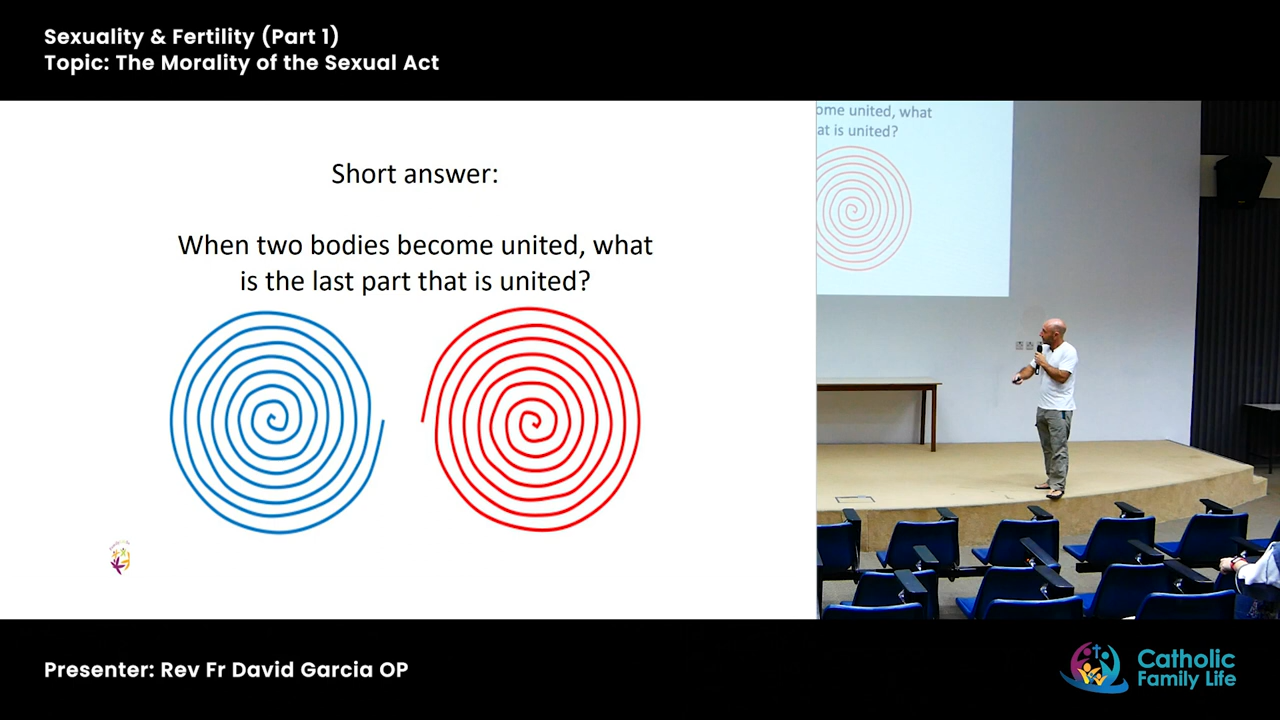 Sexuality & Fertility (Part 1)
Topic: The Morality of the Sexual Act
Short answer:
When two bodies become united, what
is the last part that is united?
ome united, what
at is united?
Presenter: Rev Fr David Garcia OP
Catholic
Family Life